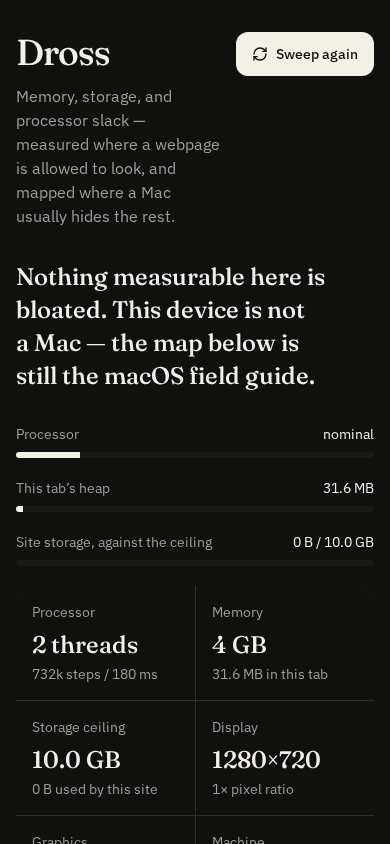 Dross
Sweep again
Memory, storage, and
processor slack —
measured where a webpage
is allowed to look, and
mapped where a Mac
usually hides the rest.
Nothing measurable here is
bloated. This device is not
a Mac — the map below is
still the macOS field guide.
Processor nominal
This tab’s heap 31.6 MB
Site storage, against the ceiling 0 B / 10.0 GB
Processor
2 threads
732k steps / 180 ms
Memory
4 GB
31.6 MB in this tab
Storage ceiling
10.0 GB
0 B used by this site
Display
1280×720
1× pixel ratio
Graphics
Machine